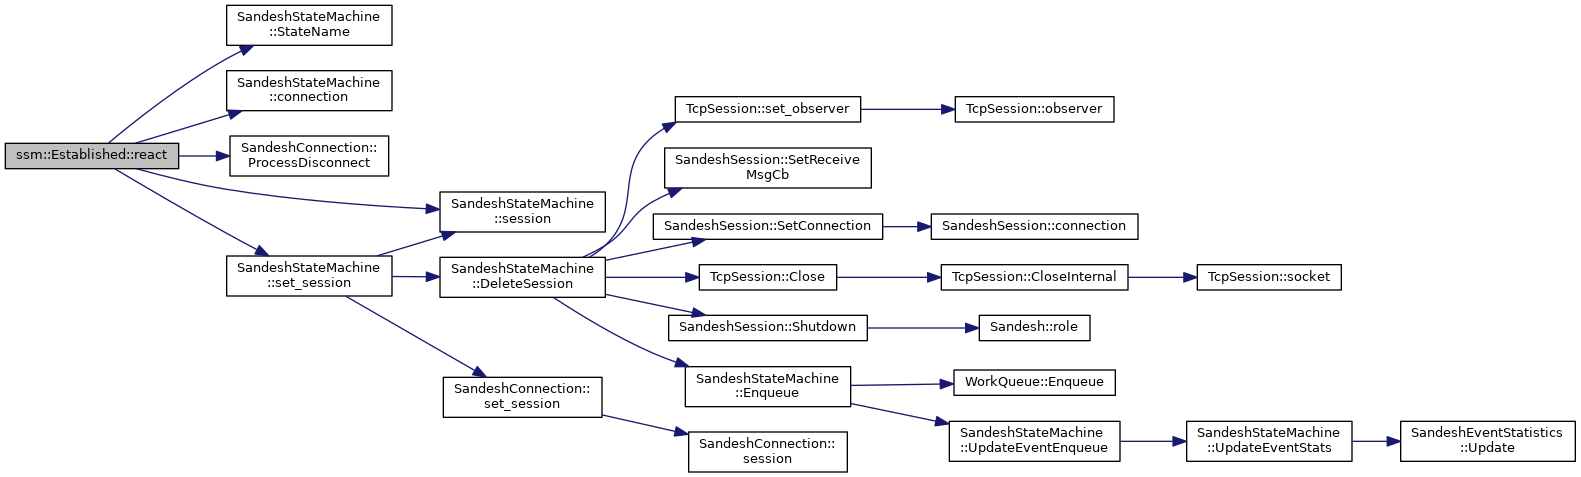 SandeshStateMachine
::StateName
SandeshStateMachine
::connection
ssm::Established::react
SandeshConnection::
ProcessDisconnect
SandeshStateMachine
::session
SandeshStateMachine
::set_session
SandeshStateMachine
::DeleteSession
SandeshConnection::
set_session
SandeshConnection::
session
TcpSession::set_observer
TcpSession::observer
SandeshSession::SetReceive
MsgCb
SandeshSession::SetConnection
SandeshSession::connection
TcpSession::Close
TcpSession::CloseInternal
TcpSession::socket
SandeshSession::Shutdown
Sandesh::role
SandeshStateMachine
::Enqueue
WorkQueue::Enqueue
SandeshStateMachine
::UpdateEventEnqueue
SandeshStateMachine
::UpdateEventStats
SandeshEventStatistics
::Update